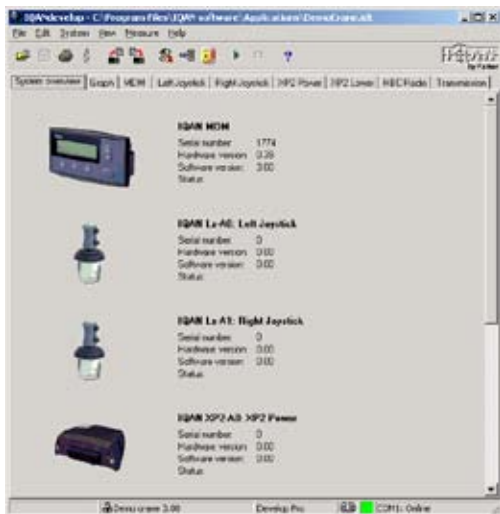 IQANdevelop - C:\Program Files\IQAN software\Applications\DemoCrane.idt
File Edit System View Measure Help
by Parker
System overview Graph MDM Left Joystick Right Joystick XP2 Power XP2 Lower Transmission
IQAN MDM
Serial number 1774
Hardware version
Software version 3.00
Status
IQAN Lx-A0: Left Joystick
Serial number 0
Hardware version 0.00
Software version 0.00
Status
IQAN Lx-A1: Right Joystick
Serial number 0
Hardware version 0.00
Software version 0.00
Status
IQAN XP2-A0: XP2 Power
Serial number 0
Hardware version 0.00
Software version 0.00
Status
Demo crane 3.00 Develop Pro COM1: Online